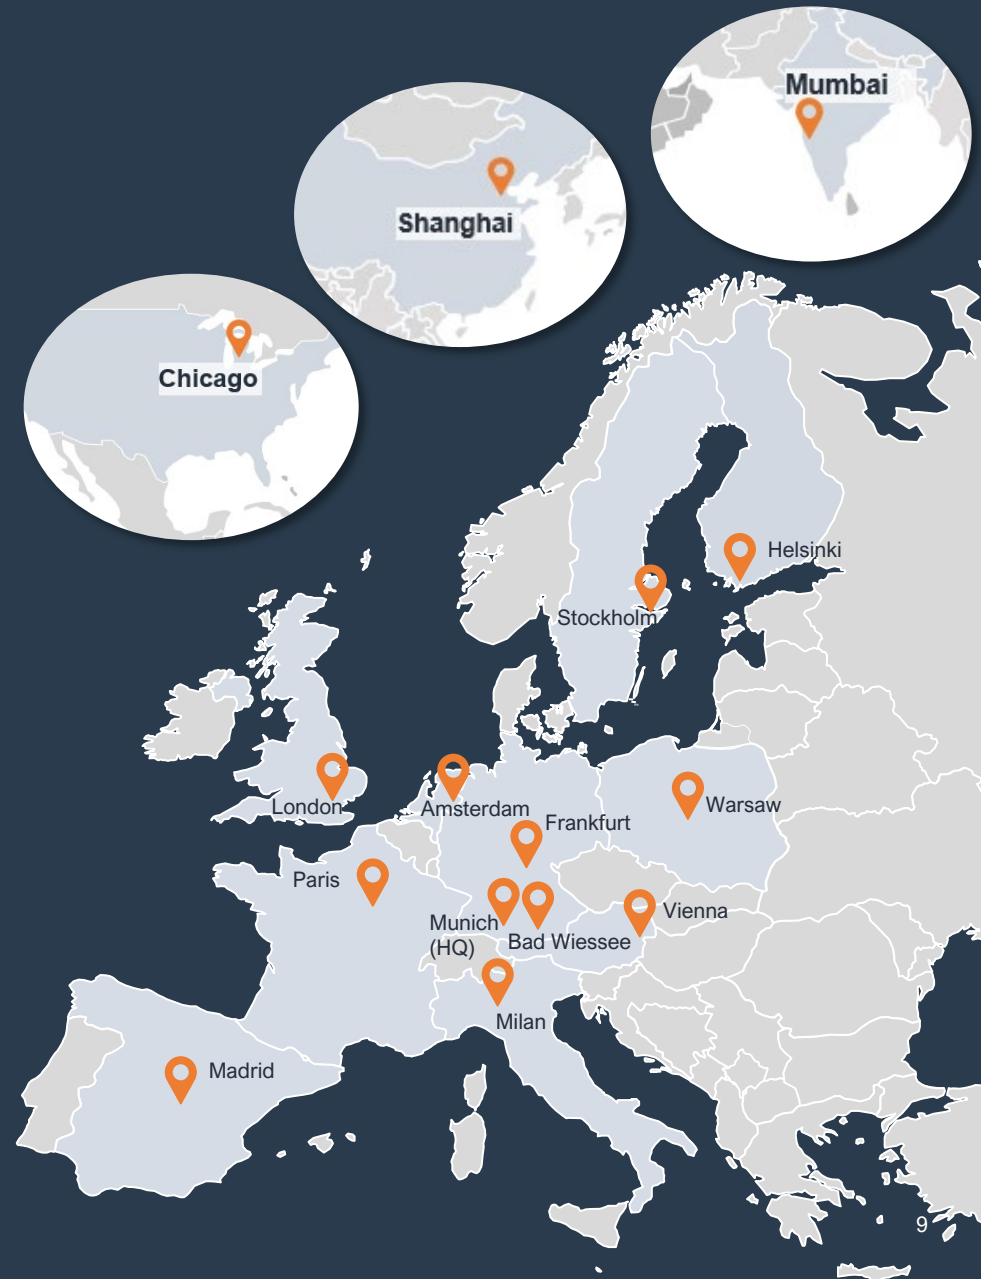 Mumbai
Shanghai
Chicago
Helsinki
Stockholm
London
Amsterdam
Warsaw
Frankfurt
Paris
Munich
(HQ)
Bad Wiessee
Vienna
Milan
Madrid
9